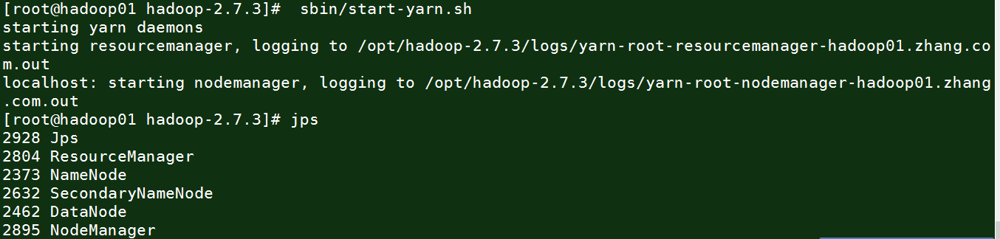 [root@hadoop01 hadoop-2.7.3]#  sbin/start-yarn.sh
starting yarn daemons
starting resourcemanager, logging to /opt/hadoop-2.7.3/logs/yarn-root-resourcemanager-hadoop01.zhang.co
m.out
localhost: starting nodemanager, logging to /opt/hadoop-2.7.3/logs/yarn-root-nodemanager-hadoop01.zhang
.com.out
[root@hadoop01 hadoop-2.7.3]# jps
2928 Jps
2804 ResourceManager
2373 NameNode
2632 SecondaryNameNode
2462 DataNode
2895 NodeManager